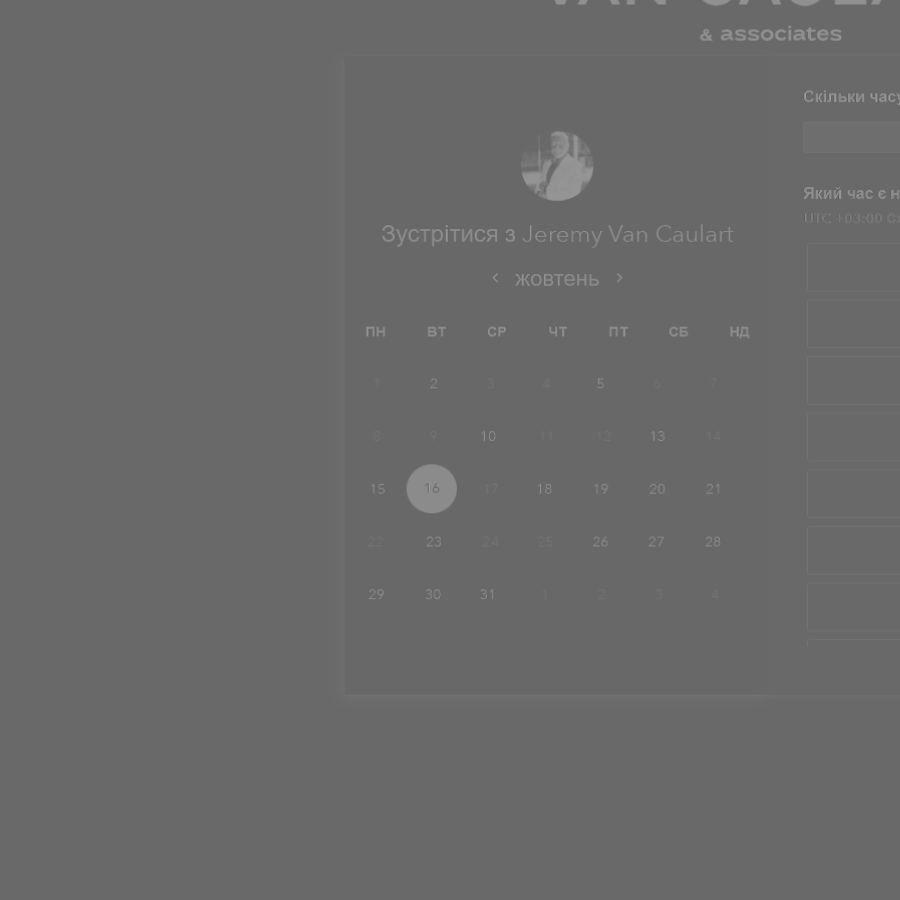 & associates
Зустрітися з Jeremy Van Caulart
жовтень
ПН ВТ СР ЧТ ПТ СБ НД
1 2 3 4 5 6 7
8 9 10 11 12 13 14
15 16 17 18 19 20 21
22 23 24 25 26 27 28
29 30 31 1 2 3 4
Скільки часу
Який час є
UTC +03:00